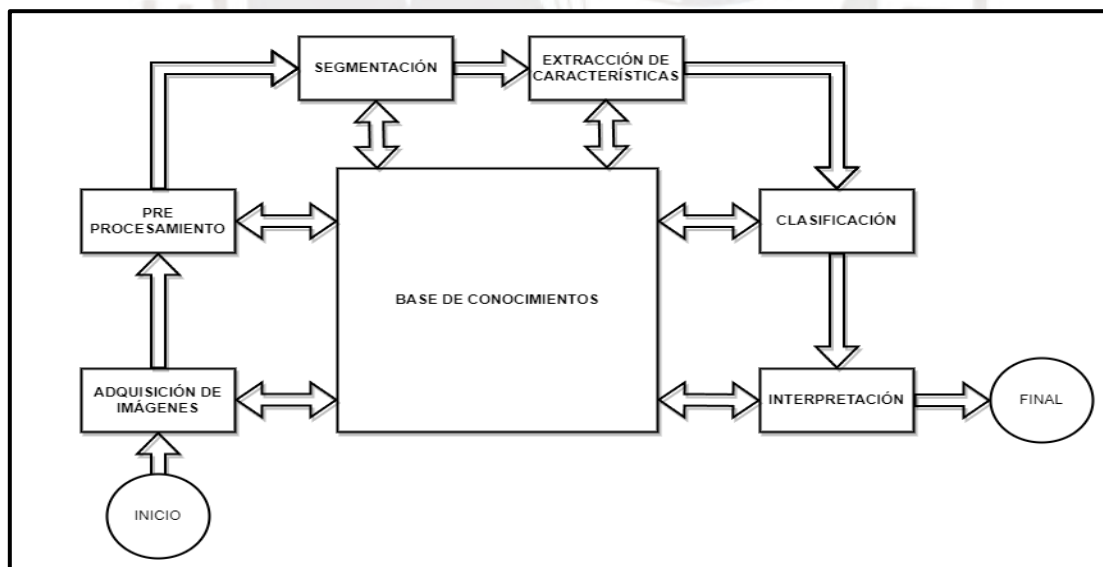 SEGMENTACIÓN
EXTRACCIÓN DE
CARACTERÍSTICAS
PRE
PROCESAMIENTO
CLASIFICACIÓN
BASE DE CONOCIMIENTOS
ADQUISICIÓN DE
IMÁGENES
INTERPRETACIÓN
FINAL
INICIO